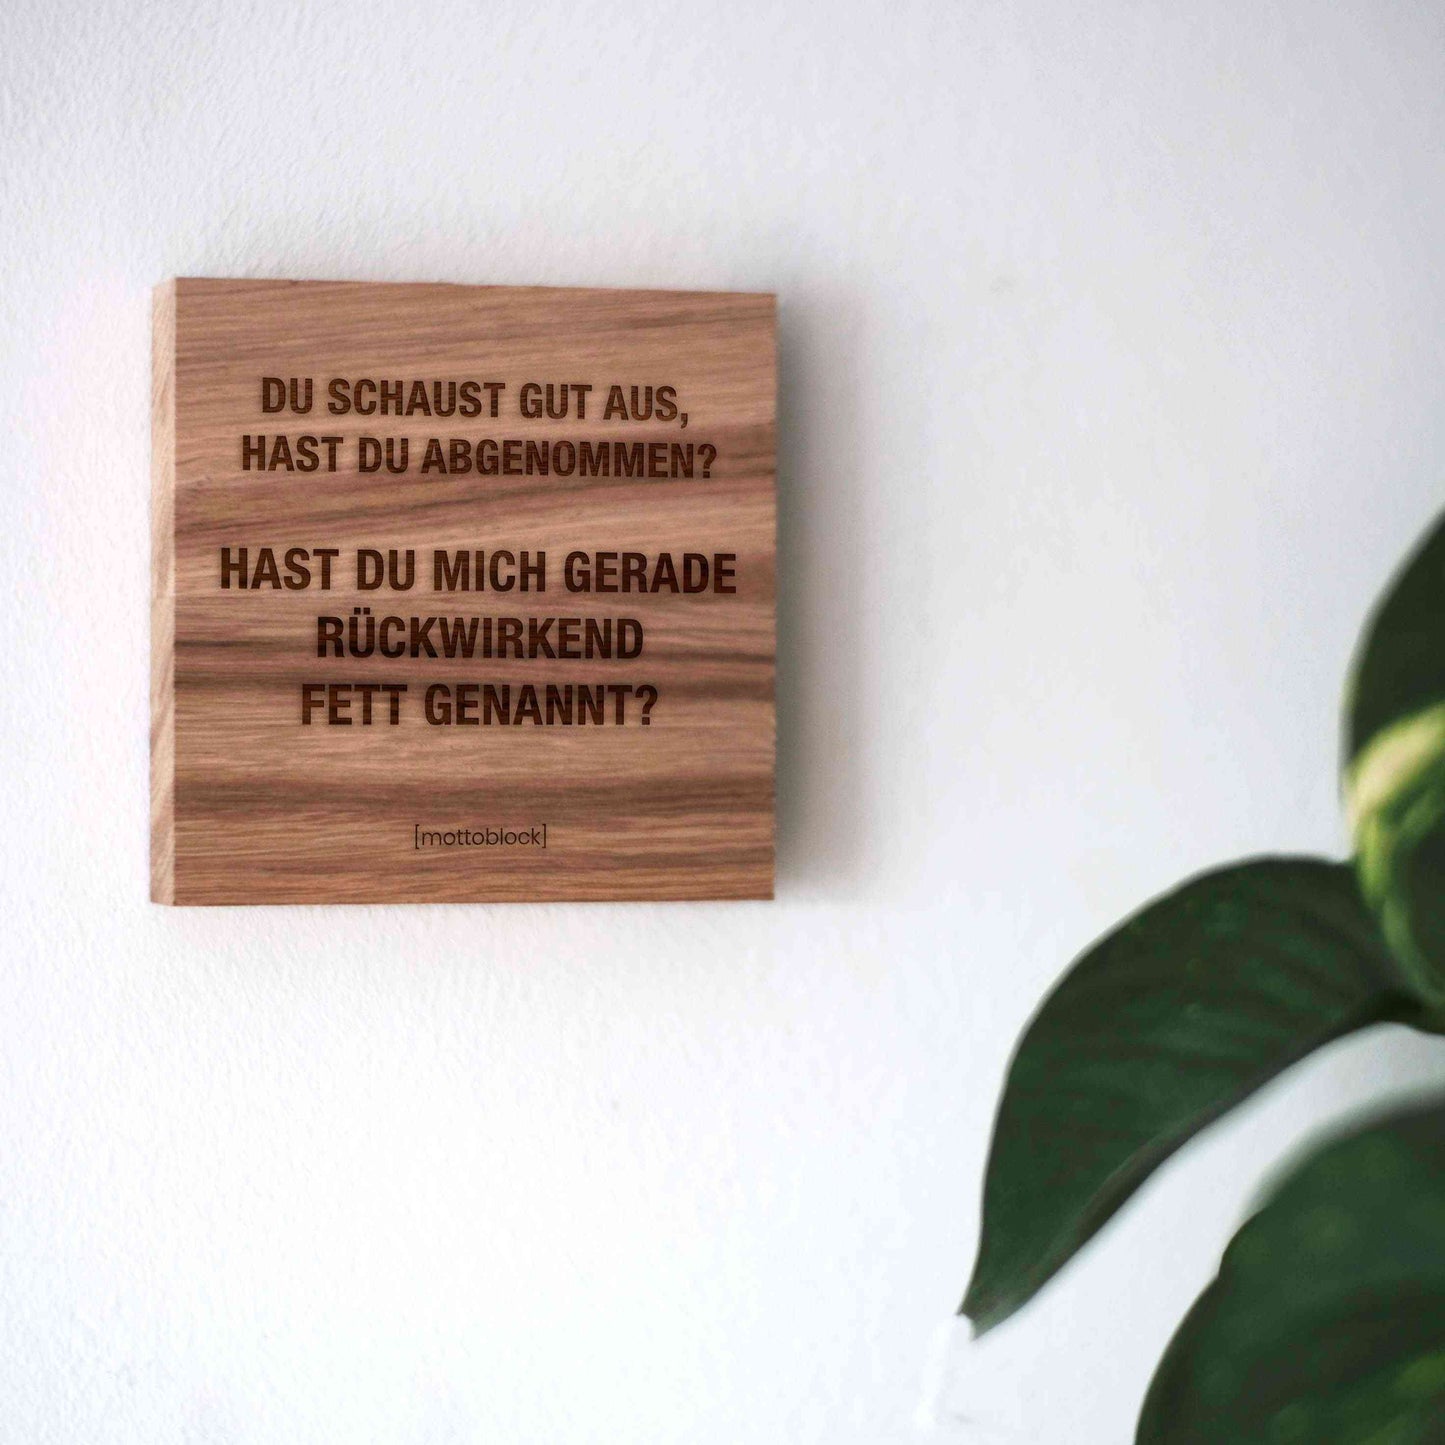 DU SCHAUST GUT AUS,
HAST DU ABGENOMMEN?
HAST DU MICH GERADE
RÜCKWIRKEND
FETT GENANNT?
[mottoblock]